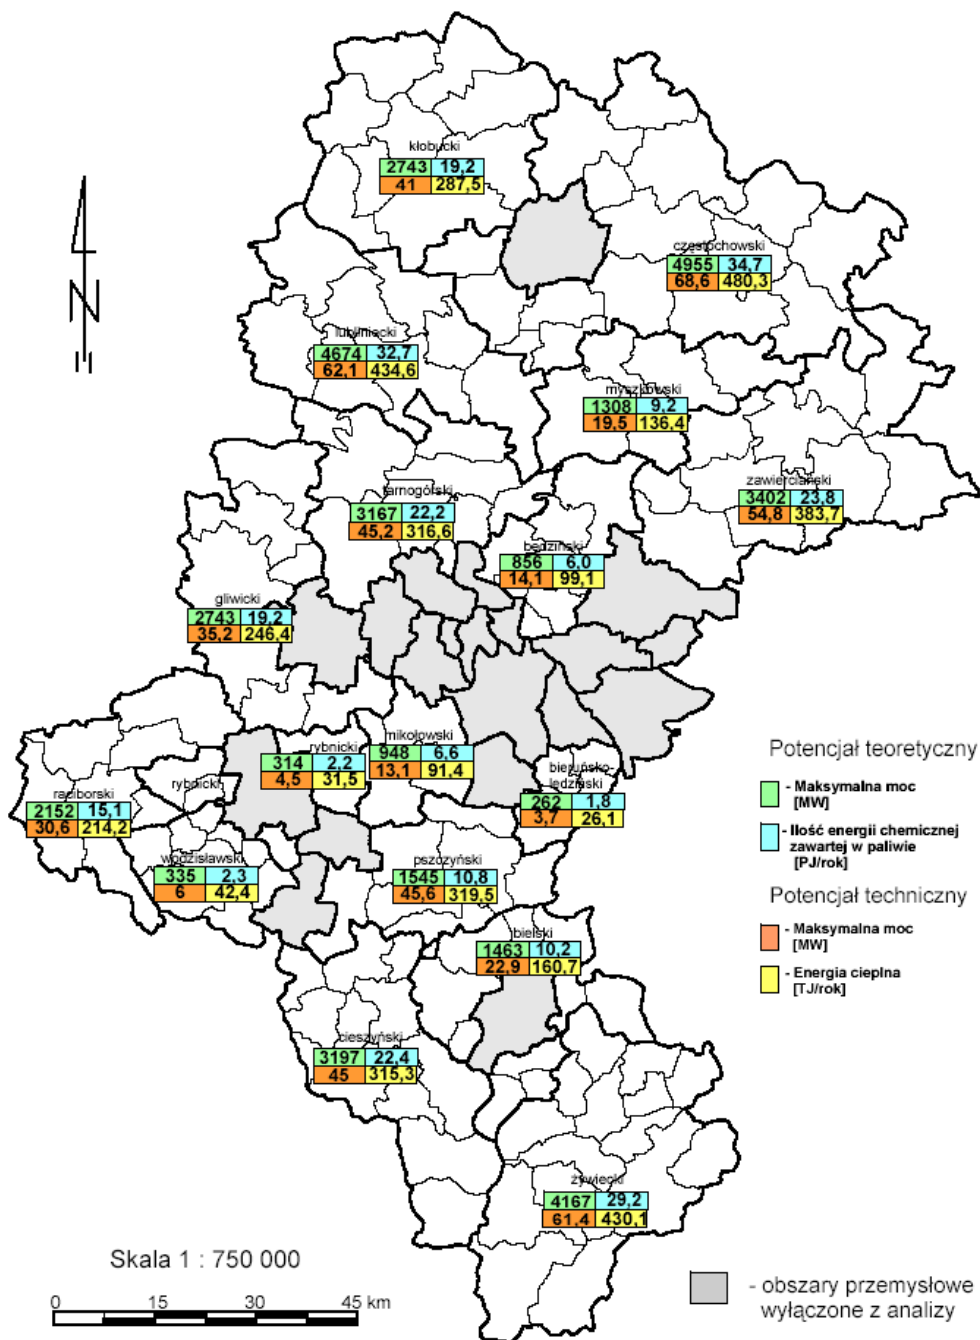 kłobucki
2743 19,2
41 287,5
częstochowski
4955 34,7
68,6 480,3
lubliniecki
4674 32,7
62,1 434,6
myszkowski
1308 9,2
19,5 136,4
zawierciański
3402 23,8
54,8 383,7
tarnogórski
3167 22,2
45,2 316,6
będziński
856 6,0
14,1 99,1
gliwicki
2743 19,2
35,2 246,4
mikołowski
948 6,6
13,1 91,4
rybnicki
314 2,2
4,5 31,5
bieruńsko-
lędziński
262 1,8
3,7 26,1
rybnicki
raciborski
2152 15,1
30,6 214,2
wodzisławski
335 2,3
6 42,4
pszczyński
1545 10,8
45,6 319,5
bielski
1463 10,2
22,9 160,7
cieszyński
3197 22,4
45 315,3
żywiecki
4167 29,2
61,4 430,1
Potencjał teoretyczny
- Maksymalna moc
[MW]
- Ilość energii chemicznej
zawartej w paliwie
[PJ/rok]
Potencjał techniczny
- Maksymalna moc
[MW]
- Energia cieplna
[TJ/rok]
N
Skala 1 : 750 000
0 15 30 45 km
- obszary przemysłowe
wyłączone z analizy